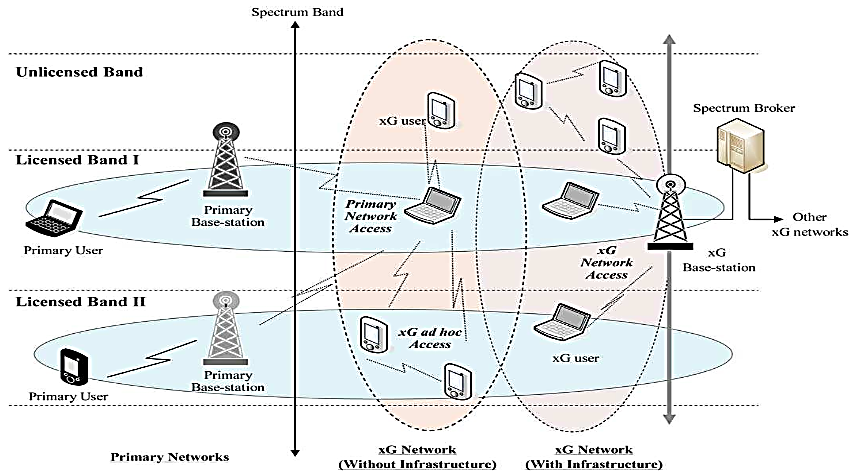 Spectrum Band
Unlicensed Band
Spectrum Broker
xG user
Licensed Band I
Primary
Network
Access
Primary
Base-station
Primary User
xG
Network
Access
xG
Base-station
Other
xG networks
Licensed Band II
xG ad hoc
Access
xG user
Primary
Base-station
Primary User
Primary Networks
xG Network
(Without Infrastructure)
xG Network
(With Infrastructure)